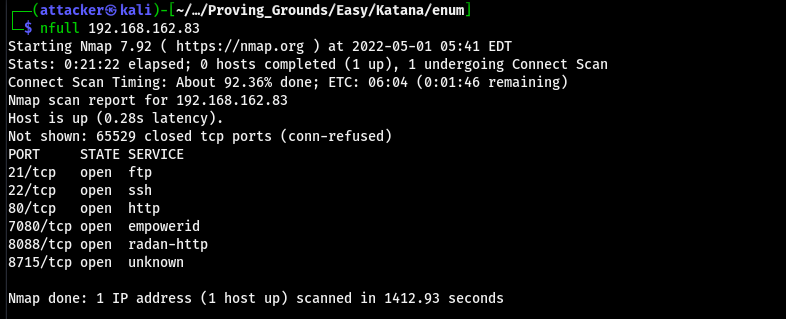 ┌──(attacker㉿kali)-[~/…/Proving_Grounds/Easy/Katana/enum]
└─$ nfull 192.168.162.83
Starting Nmap 7.92 ( https://nmap.org ) at 2022-05-01 05:41 EDT
Stats: 0:21:22 elapsed; 0 hosts completed (1 up), 1 undergoing Connect Scan
Connect Scan Timing: About 92.36% done; ETC: 06:04 (0:01:46 remaining)
Nmap scan report for 192.168.162.83
Host is up (0.28s latency).
Not shown: 65529 closed tcp ports (conn-refused)
PORT     STATE SERVICE
21/tcp   open  ftp
22/tcp   open  ssh
80/tcp   open  http
7080/tcp open  empowerid
8088/tcp open  radan-http
8715/tcp open  unknown
Nmap done: 1 IP address (1 host up) scanned in 1412.93 seconds